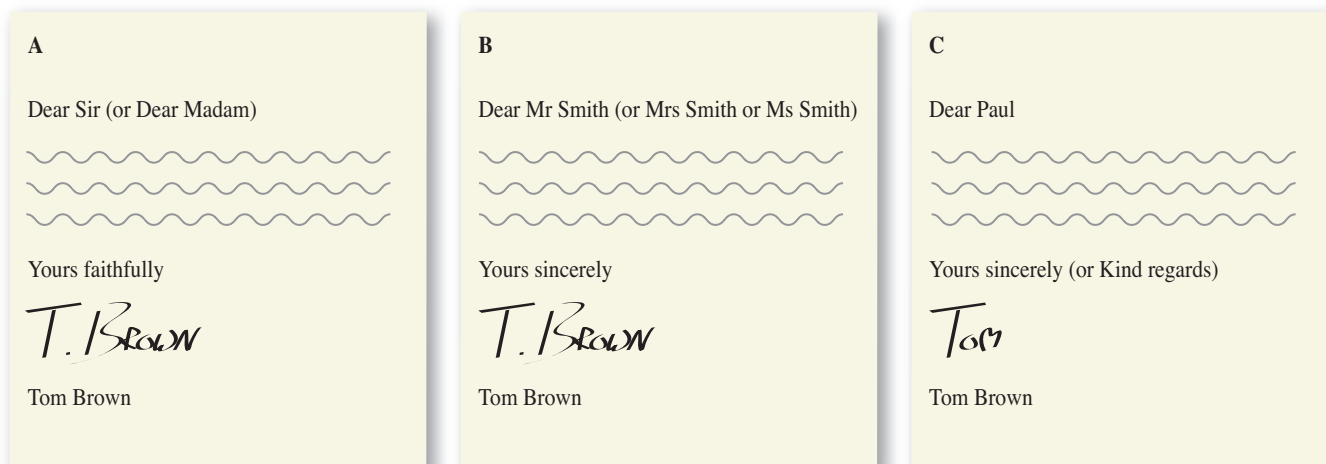 A
Dear Sir (or Dear Madam)
Yours faithfully
T. Brown
Tom Brown
B
Dear Mr Smith (or Mrs Smith or Ms Smith)
Yours sincerely
T. Brown
Tom Brown
C
Dear Paul
Yours sincerely (or Kind regards)
Tom
Tom Brown